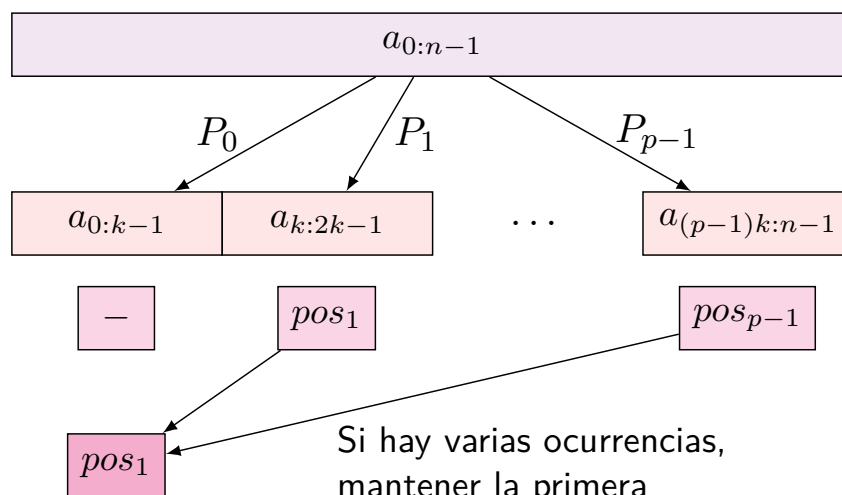 a_{0:n−1}
P_0 P_1 P_{p−1}
a_{0:k−1} a_{k:2k−1} ... a_{(p−1)k:n−1}
− pos_1 pos_{p−1}
pos_1
Si hay varias ocurrencias,
mantener la primera